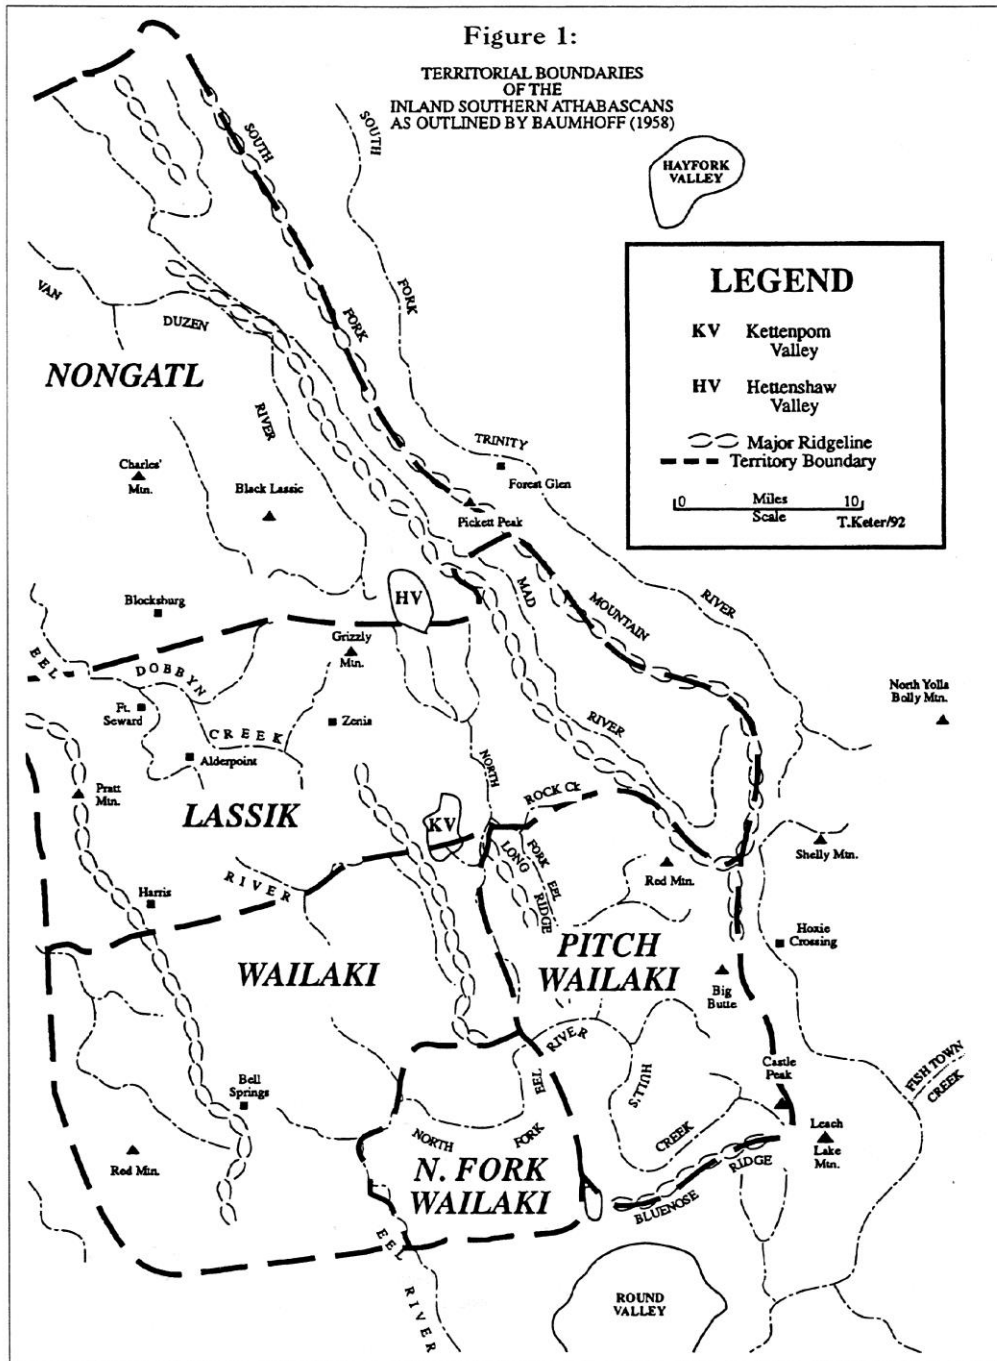 Figure 1:
TERRITORIAL BOUNDARIES
OF THE
INLAND SOUTHERN ATHABASCANS
AS OUTLINED BY BAUMHOFF (1958)
HAYFORK
VALLEY
LEGEND
KV Kettenpom
Valley
HV Hettenshaw
Valley
Major Ridgeline
Territory Boundary
0 Miles 10
Scale
T.Keter/92
SOUTH
FORK
SOUTH
FORK
TRINITY
RIVER
VAN
DUZEN
RIVER
NONGATL
Charles'
Mtn.
Black Lassic
Forest Glen
Pickett Peak
MAD
RIVER
MOUNTAIN
HV
Blocksburg
Grizzly
Mtn.
EEL
DOBBYN
CREEK
Ft.
Seward
Zenia
Alderpoint
North Yolla
Bolly Mtn.
Pratt
Mtn.
LASSIK
KV
NORTH
FORK
EEL
ROCK Ck
LONG
RIDGE
Red Mtn.
Shelly Mtn.
RIVER
Harris
Hoxie
Crossing
WAILAKI
PITCH
WAILAKI
Big
Butte
RIVER
EEL
HULL'S
CREEK
Castle
Peak
FISH TOWN
CREEK
Bell
Springs
NORTH
FORK
Leach
Lake
Mtn.
Red Mtn.
N. FORK
WAILAKI
BLUENOSE
RIDGE
EEL
RIVER
ROUND
VALLEY